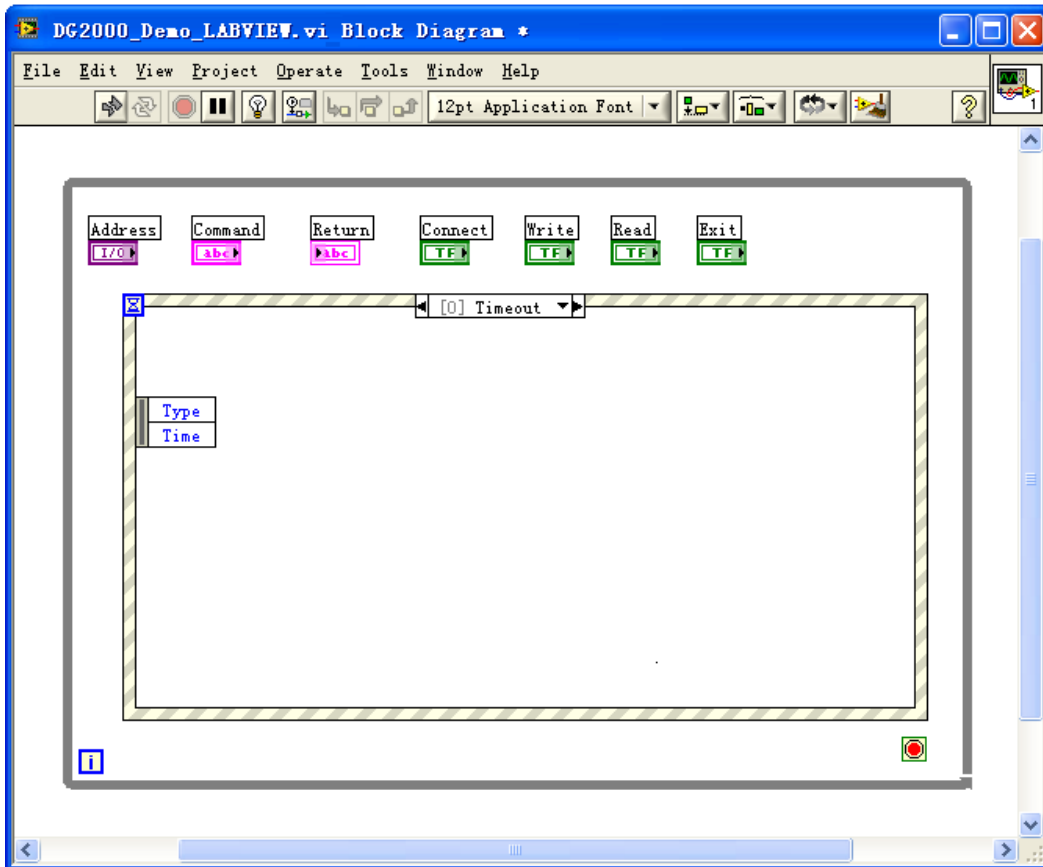 DG2000_Demo_LABVIEW.vi Block Diagram *
File Edit View Project Operate Tools Window Help
12pt Application Font
?
1
Address Command Return Connect Write Read Exit
I/O abc abc TF TF TF TF
[0] Timeout
Type
Time
i